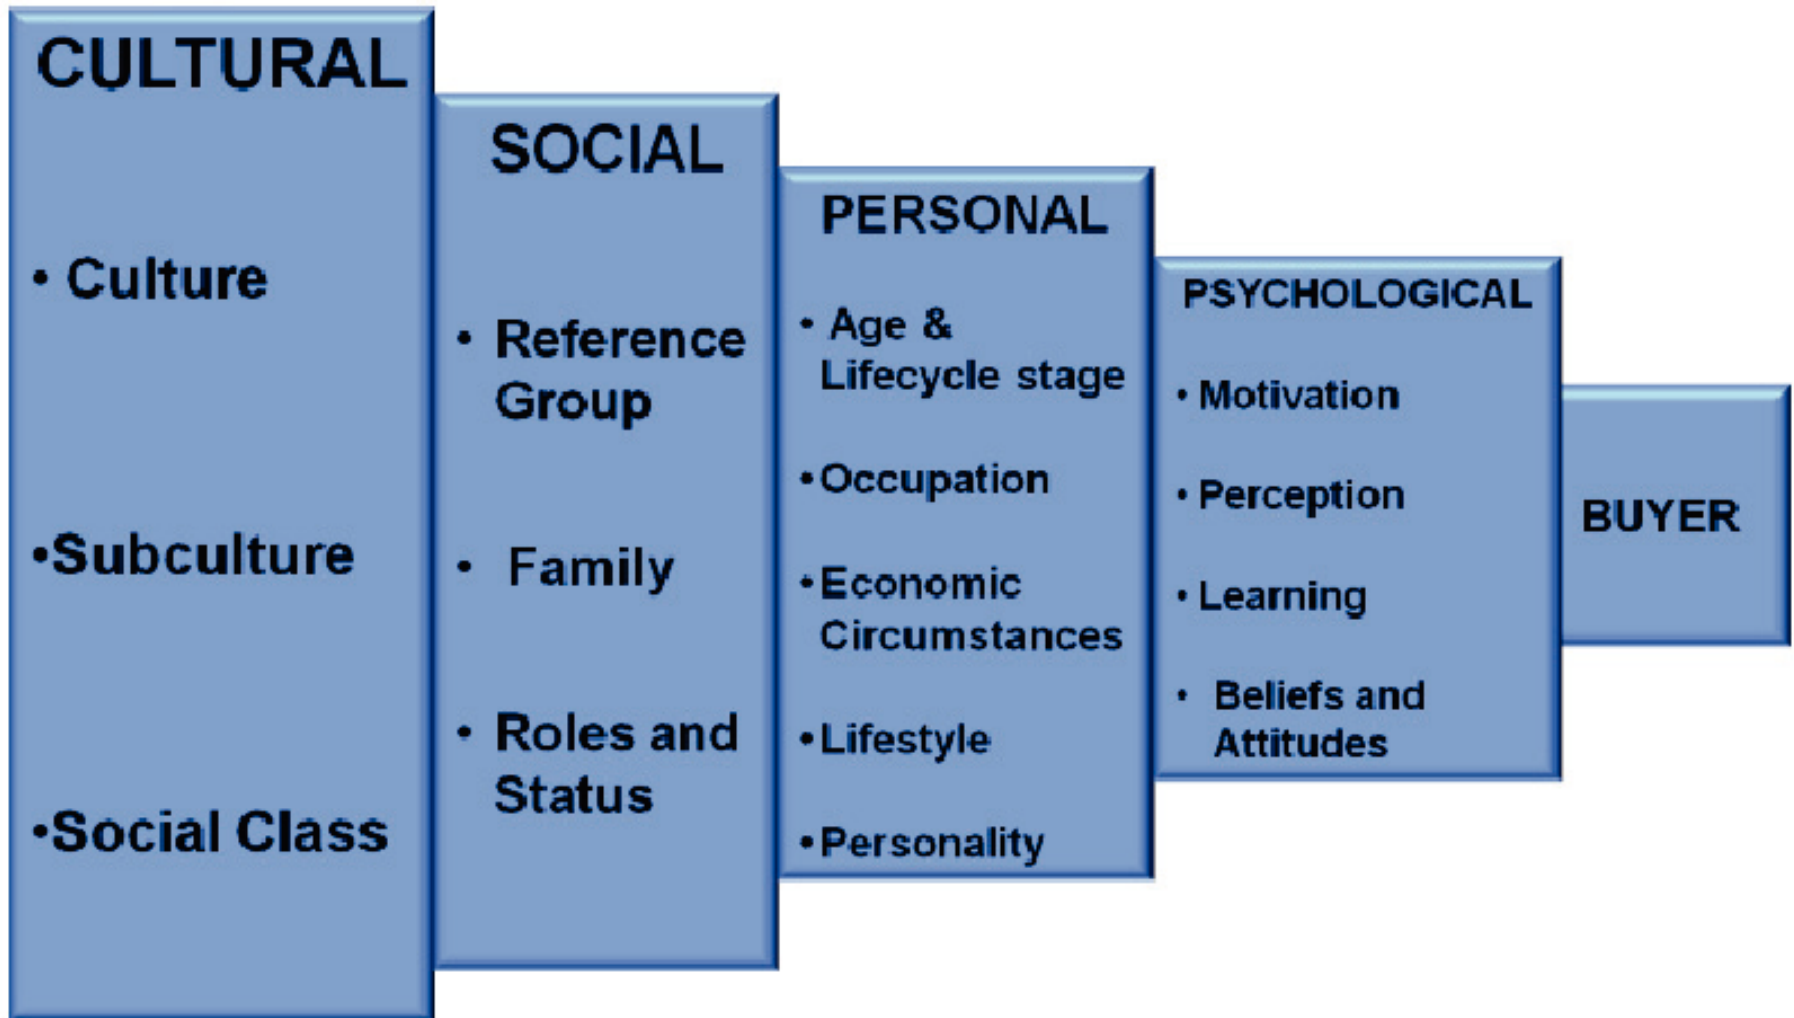 CULTURAL
• Culture
•Subculture
•Social Class
SOCIAL
• Reference
Group
• Family
• Roles and
Status
PERSONAL
• Age &
Lifecycle stage
•Occupation
•Economic
Circumstances
•Lifestyle
•Personality
PSYCHOLOGICAL
• Motivation
• Perception
• Learning
• Beliefs and
Attitudes
BUYER